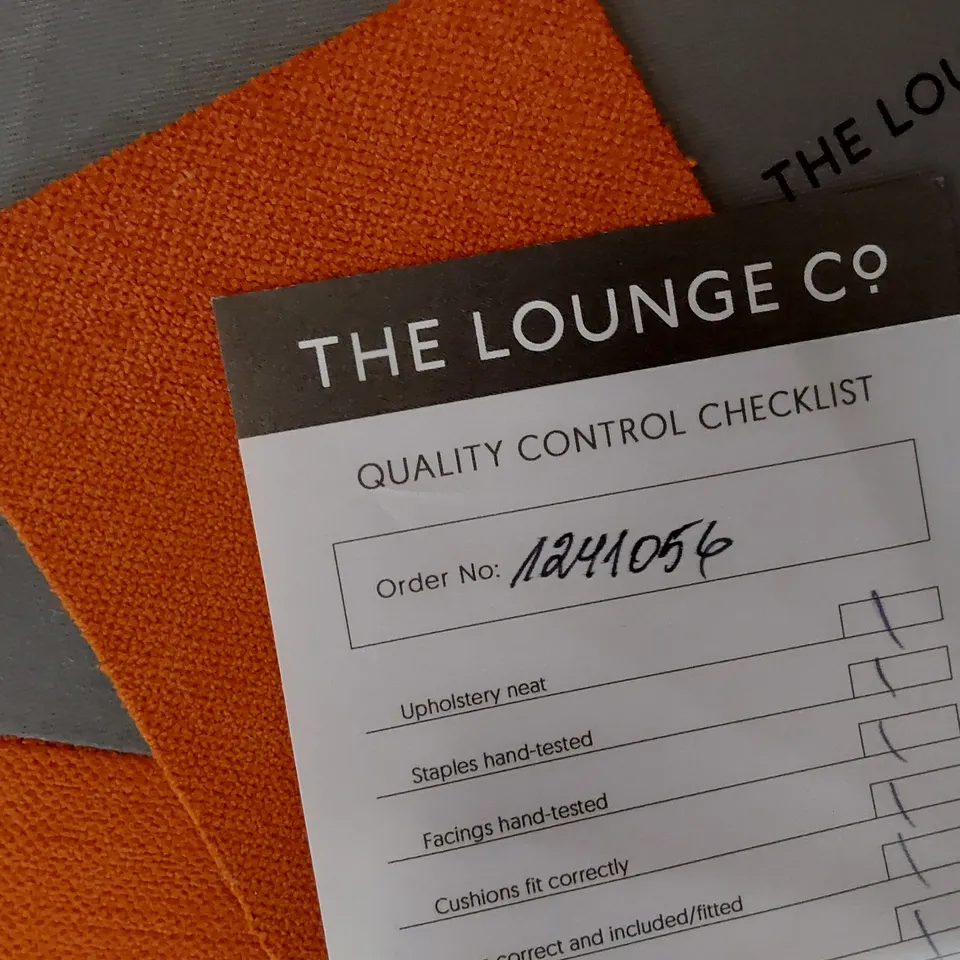 THE LOU
THE LOUNGE Co
QUALITY CONTROL CHECKLIST
Order No: 1241056
Upholstery neat
Staples hand-tested
Facings hand-tested
Cushions fit correctly
correct and included/fitted